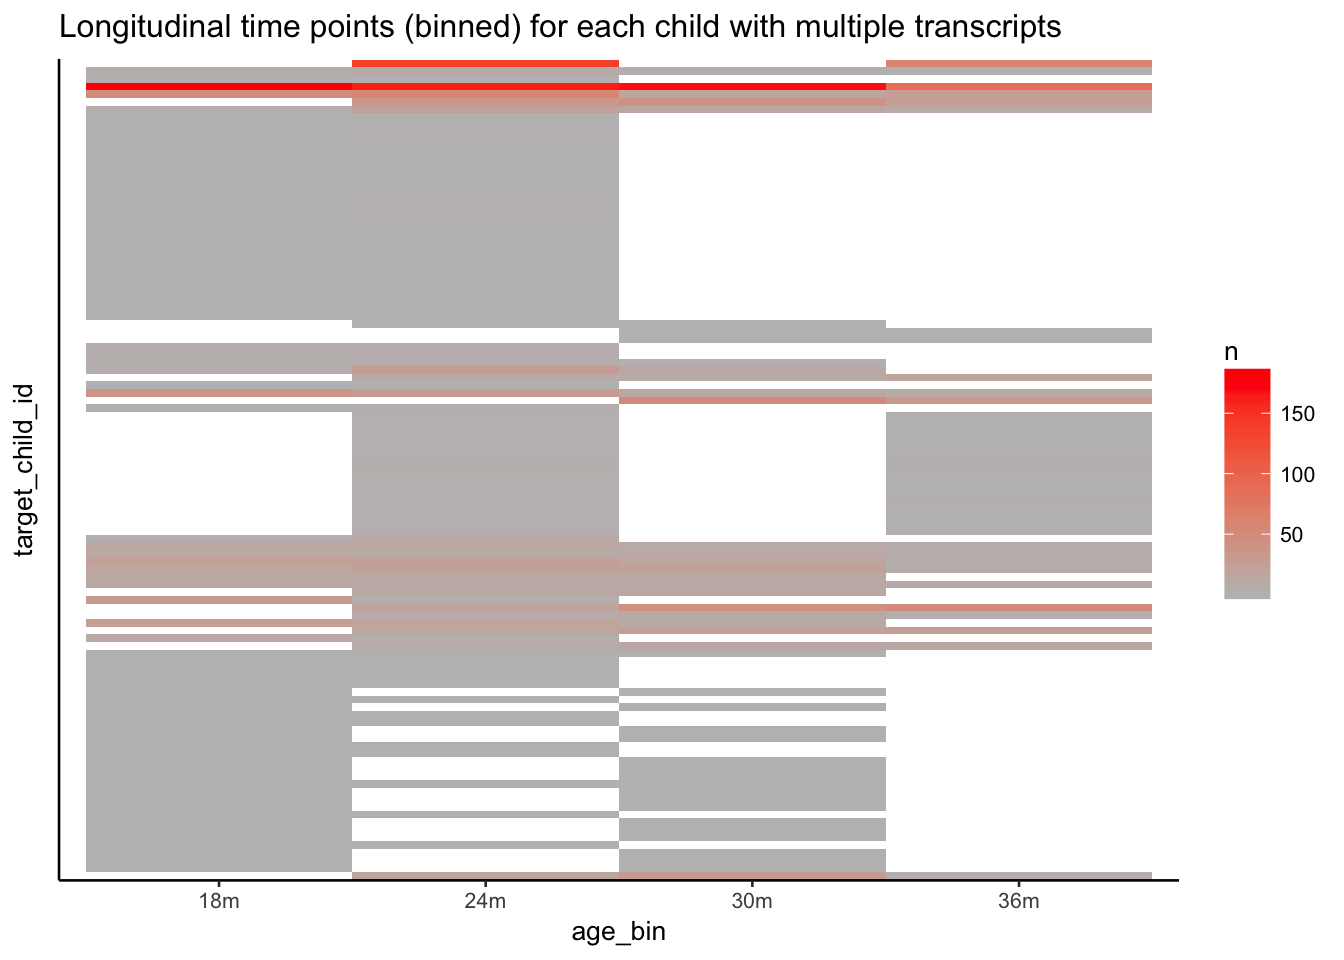 Longitudinal time points (binned) for each child with multiple transcripts
target_child_id
n
150
100
50
18m 24m 30m 36m
age_bin